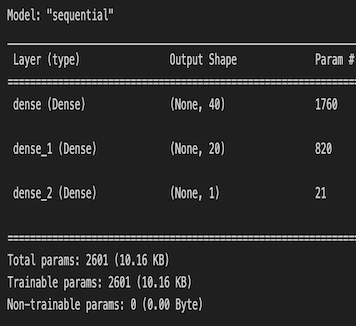 Model: "sequential"
Layer (type) Output Shape Param #
dense (Dense) (None, 40) 1760
dense_1 (Dense) (None, 20) 820
dense_2 (Dense) (None, 1) 21
Total params: 2601 (10.16 KB)
Trainable params: 2601 (10.16 KB)
Non-trainable params: 0 (0.00 Byte)